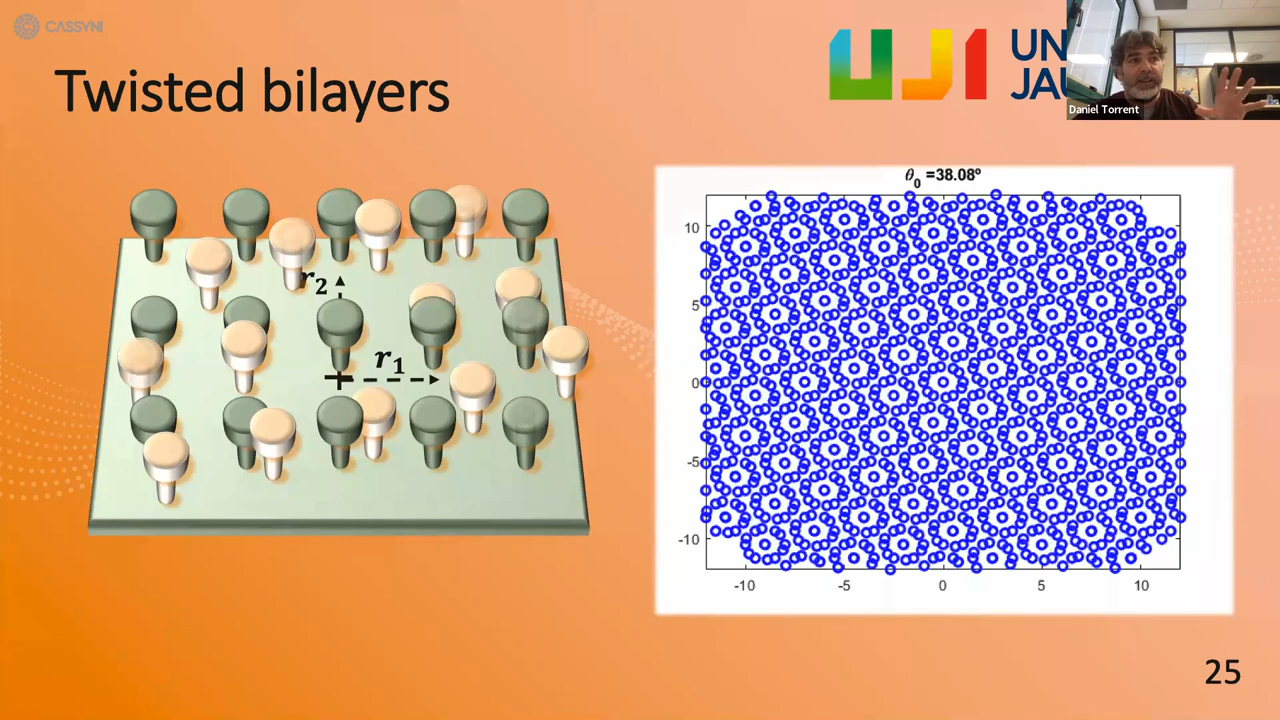 CASSYNI
Twisted bilayers
UJI
UN
JAU
Daniel Torrent
r₂
r₁
θ₀ =38.08º
10
5
0
-5
-10
-10
-5
0
5
10
25